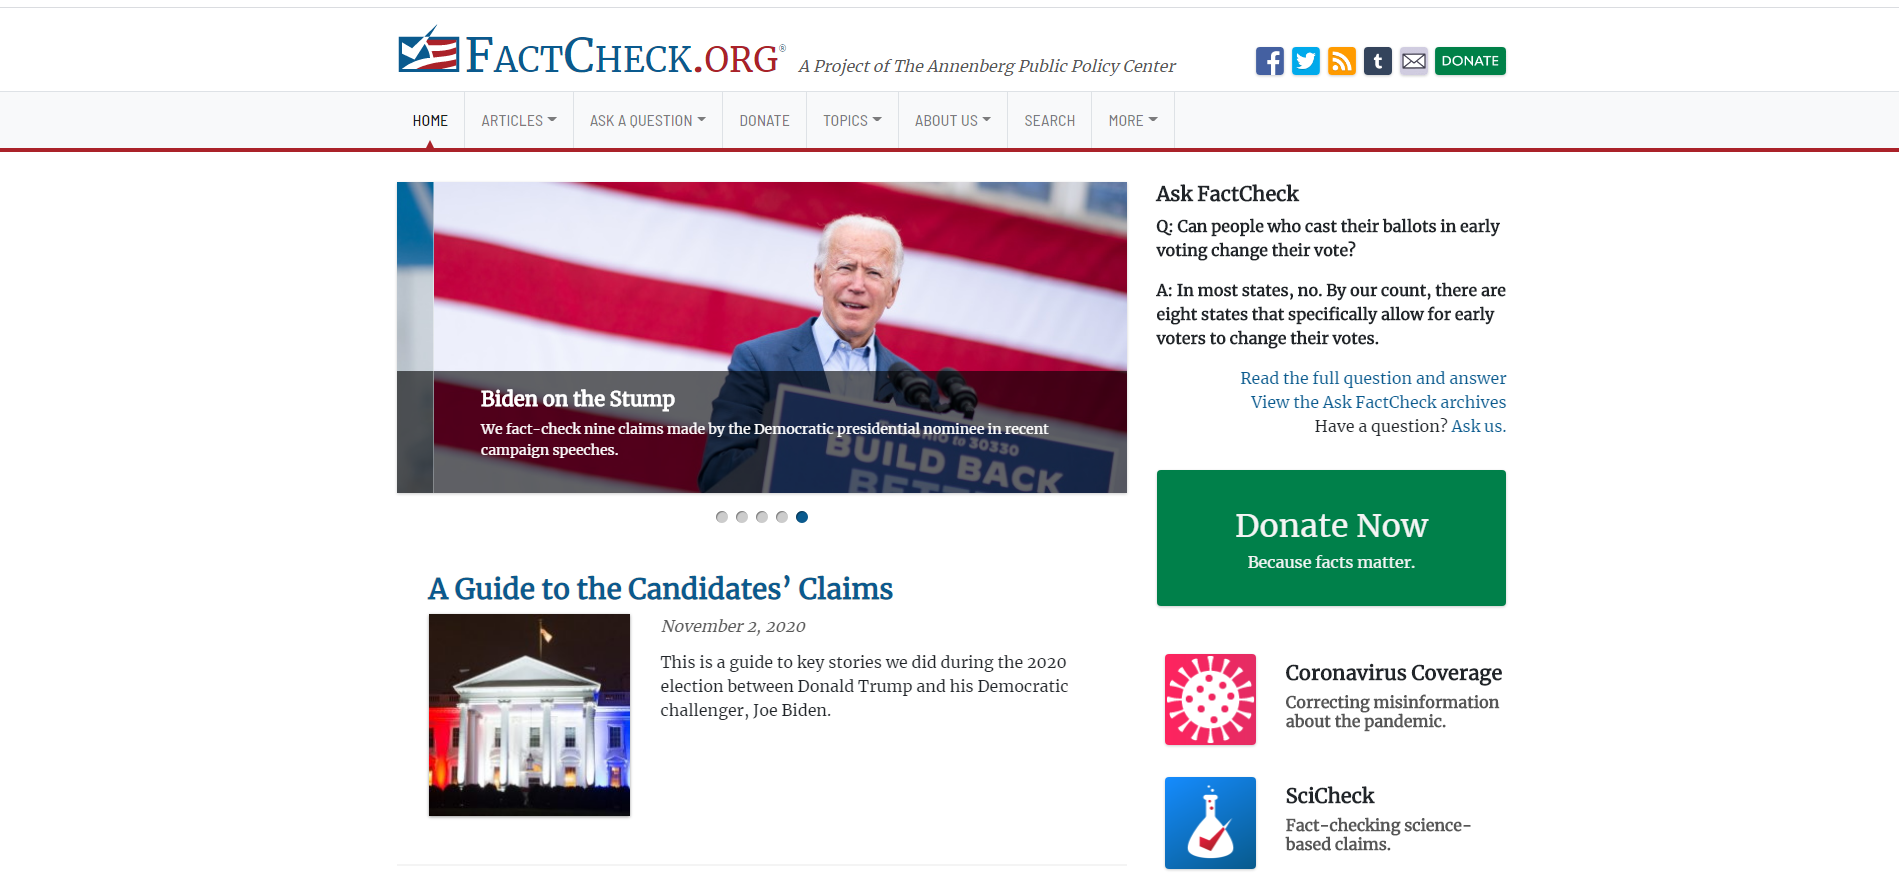 FACTCHECK.ORG®
A Project of The Annenberg Public Policy Center
f
t
DONATE
HOME
ARTICLES
ASK A QUESTION
DONATE
TOPICS
ABOUT US
SEARCH
MORE
Biden on the Stump
We fact-check nine claims made by the Democratic presidential nominee in recent
campaign speeches.
to 30330
BUILD BACK
A Guide to the Candidates’ Claims
November 2, 2020
This is a guide to key stories we did during the 2020
election between Donald Trump and his Democratic
challenger, Joe Biden.
Ask FactCheck
Q: Can people who cast their ballots in early
voting change their vote?
A: In most states, no. By our count, there are
eight states that specifically allow for early
voters to change their votes.
Read the full question and answer
View the Ask FactCheck archives
Have a question? Ask us.
Donate Now
Because facts matter.
Coronavirus Coverage
Correcting misinformation
about the pandemic.
SciCheck
Fact-checking science-
based claims.